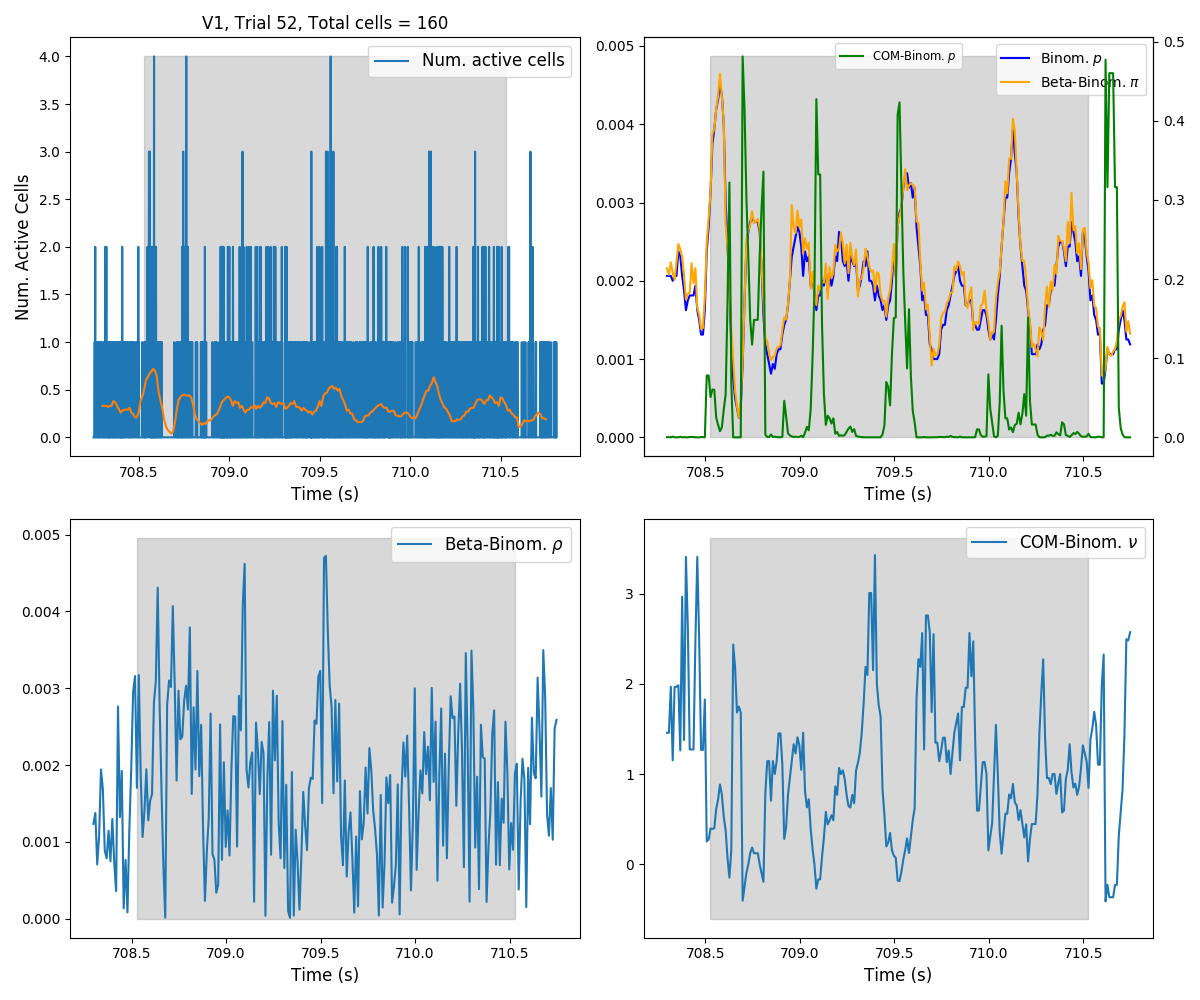 V1, Trial 52, Total cells = 160
Num. active cells
Num. Active Cells
4.0
3.5
3.0
2.5
2.0
1.5
1.0
0.5
0.0
708.5 709.0 709.5 710.0 710.5
Time (s)
COM-Binom. p
Binom. p
Beta-Binom. π
0.005
0.004
0.003
0.002
0.001
0.000
0.5
0.4
0.3
0.2
0.1
0.0
708.5 709.0 709.5 710.0 710.5
Time (s)
Beta-Binom. ρ
0.005
0.004
0.003
0.002
0.001
0.000
708.5 709.0 709.5 710.0 710.5
Time (s)
COM-Binom. ν
3
2
1
0
708.5 709.0 709.5 710.0 710.5
Time (s)